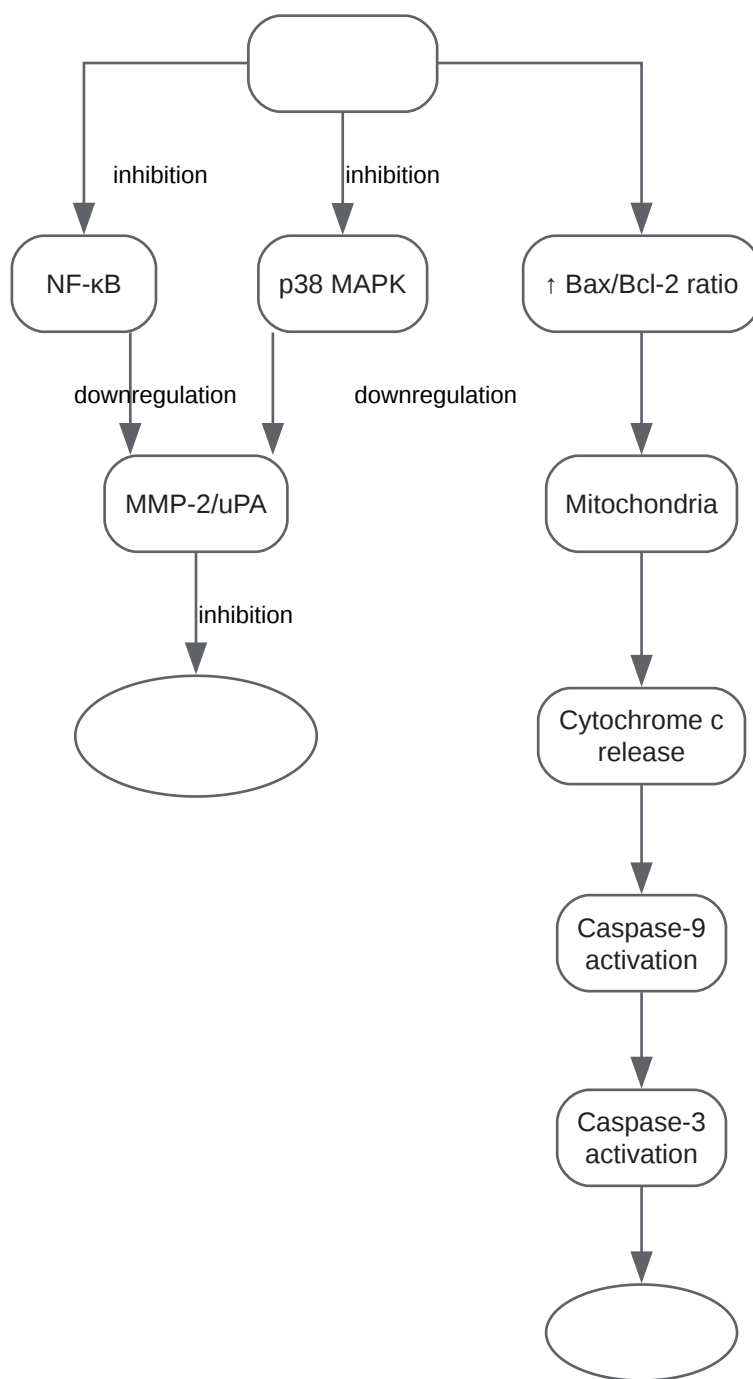 inhibition
inhibition
NF-κB
p38 MAPK
↑ Bax/Bcl-2 ratio
downregulation
downregulation
MMP-2/uPA
Mitochondria
inhibition
Cytochrome c
release
Caspase-9
activation
Caspase-3
activation